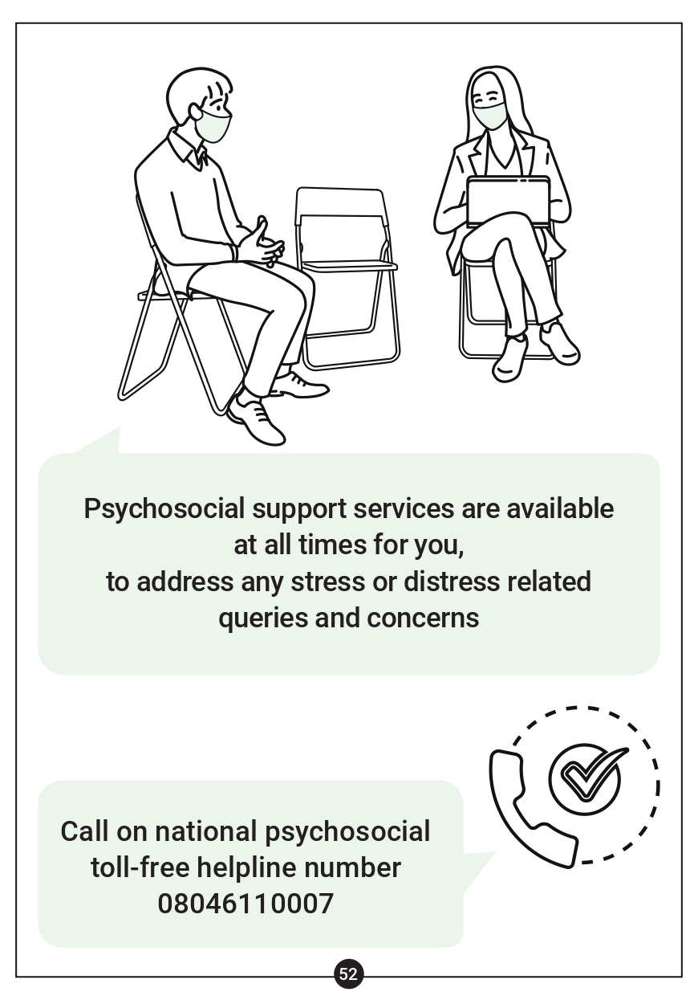 Psychosocial support services are available
at all times for you,
to address any stress or distress related
queries and concerns
Call on national psychosocial
toll-free helpline number
08046110007
52